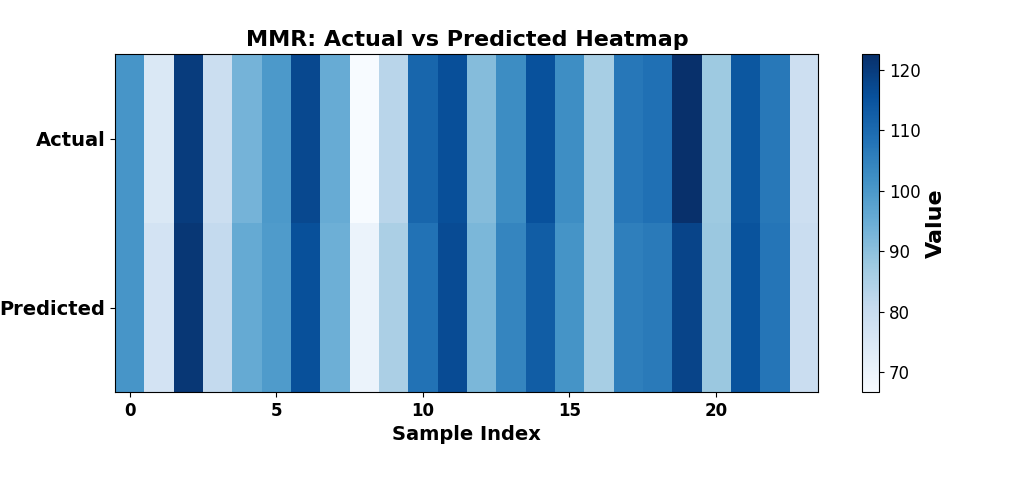 MMR: Actual vs Predicted Heatmap
Actual
Predicted
0 5 10 15 20
Sample Index
120
110
100
90
80
70
Value